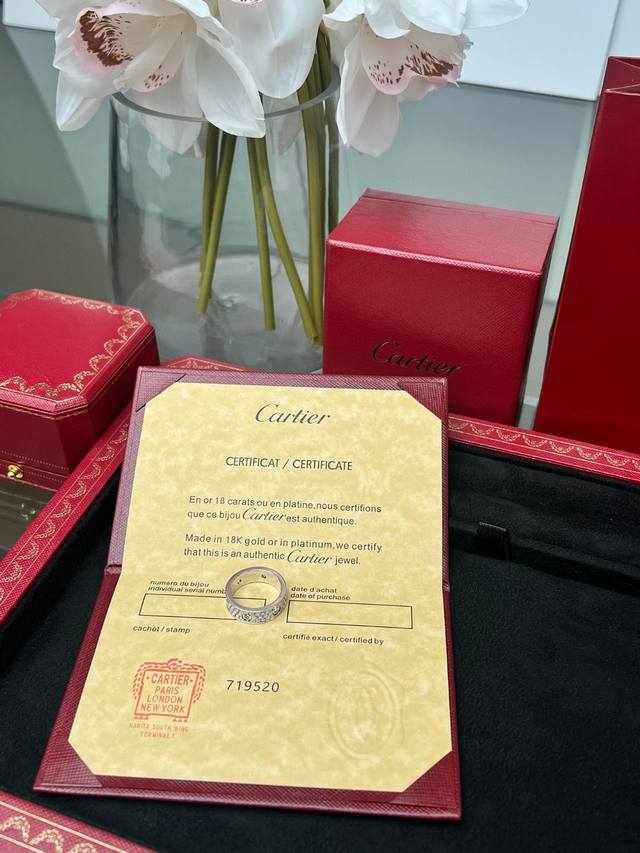 Cartier
Cartier
CERTIFICAT / CERTIFICATE
En or 18 carats ou en platine,nous certifions
que ce bijou Cartier est authentique.
Made in 18K gold or in platinum,we certify
that this is an authentic Cartier jewel.
numéro du bijou
individual serial
date d'achat
date of purchase
cachet / stamp
certifié exact / certified by
CARTIER
PARIS
LONDON
NEW YORK
NARITA SOUTH WING
TERMINAL 1
719520